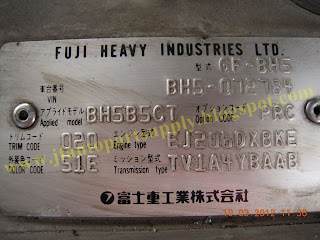 FUJI HEAVY INDUSTRIES LTD.
型式 GF-BH5
車台番号 VIN BH5-
アプライドモデル Applied model BH5B5CT オプションコード PRC
トリムコード TRIM CODE 020 エンジン型式 Engine type EJ206DXBKE
外装色コード COLOR CODE 51E ミッション型式 Transmission type TV1A4YBAAB
富士重工業株式会社